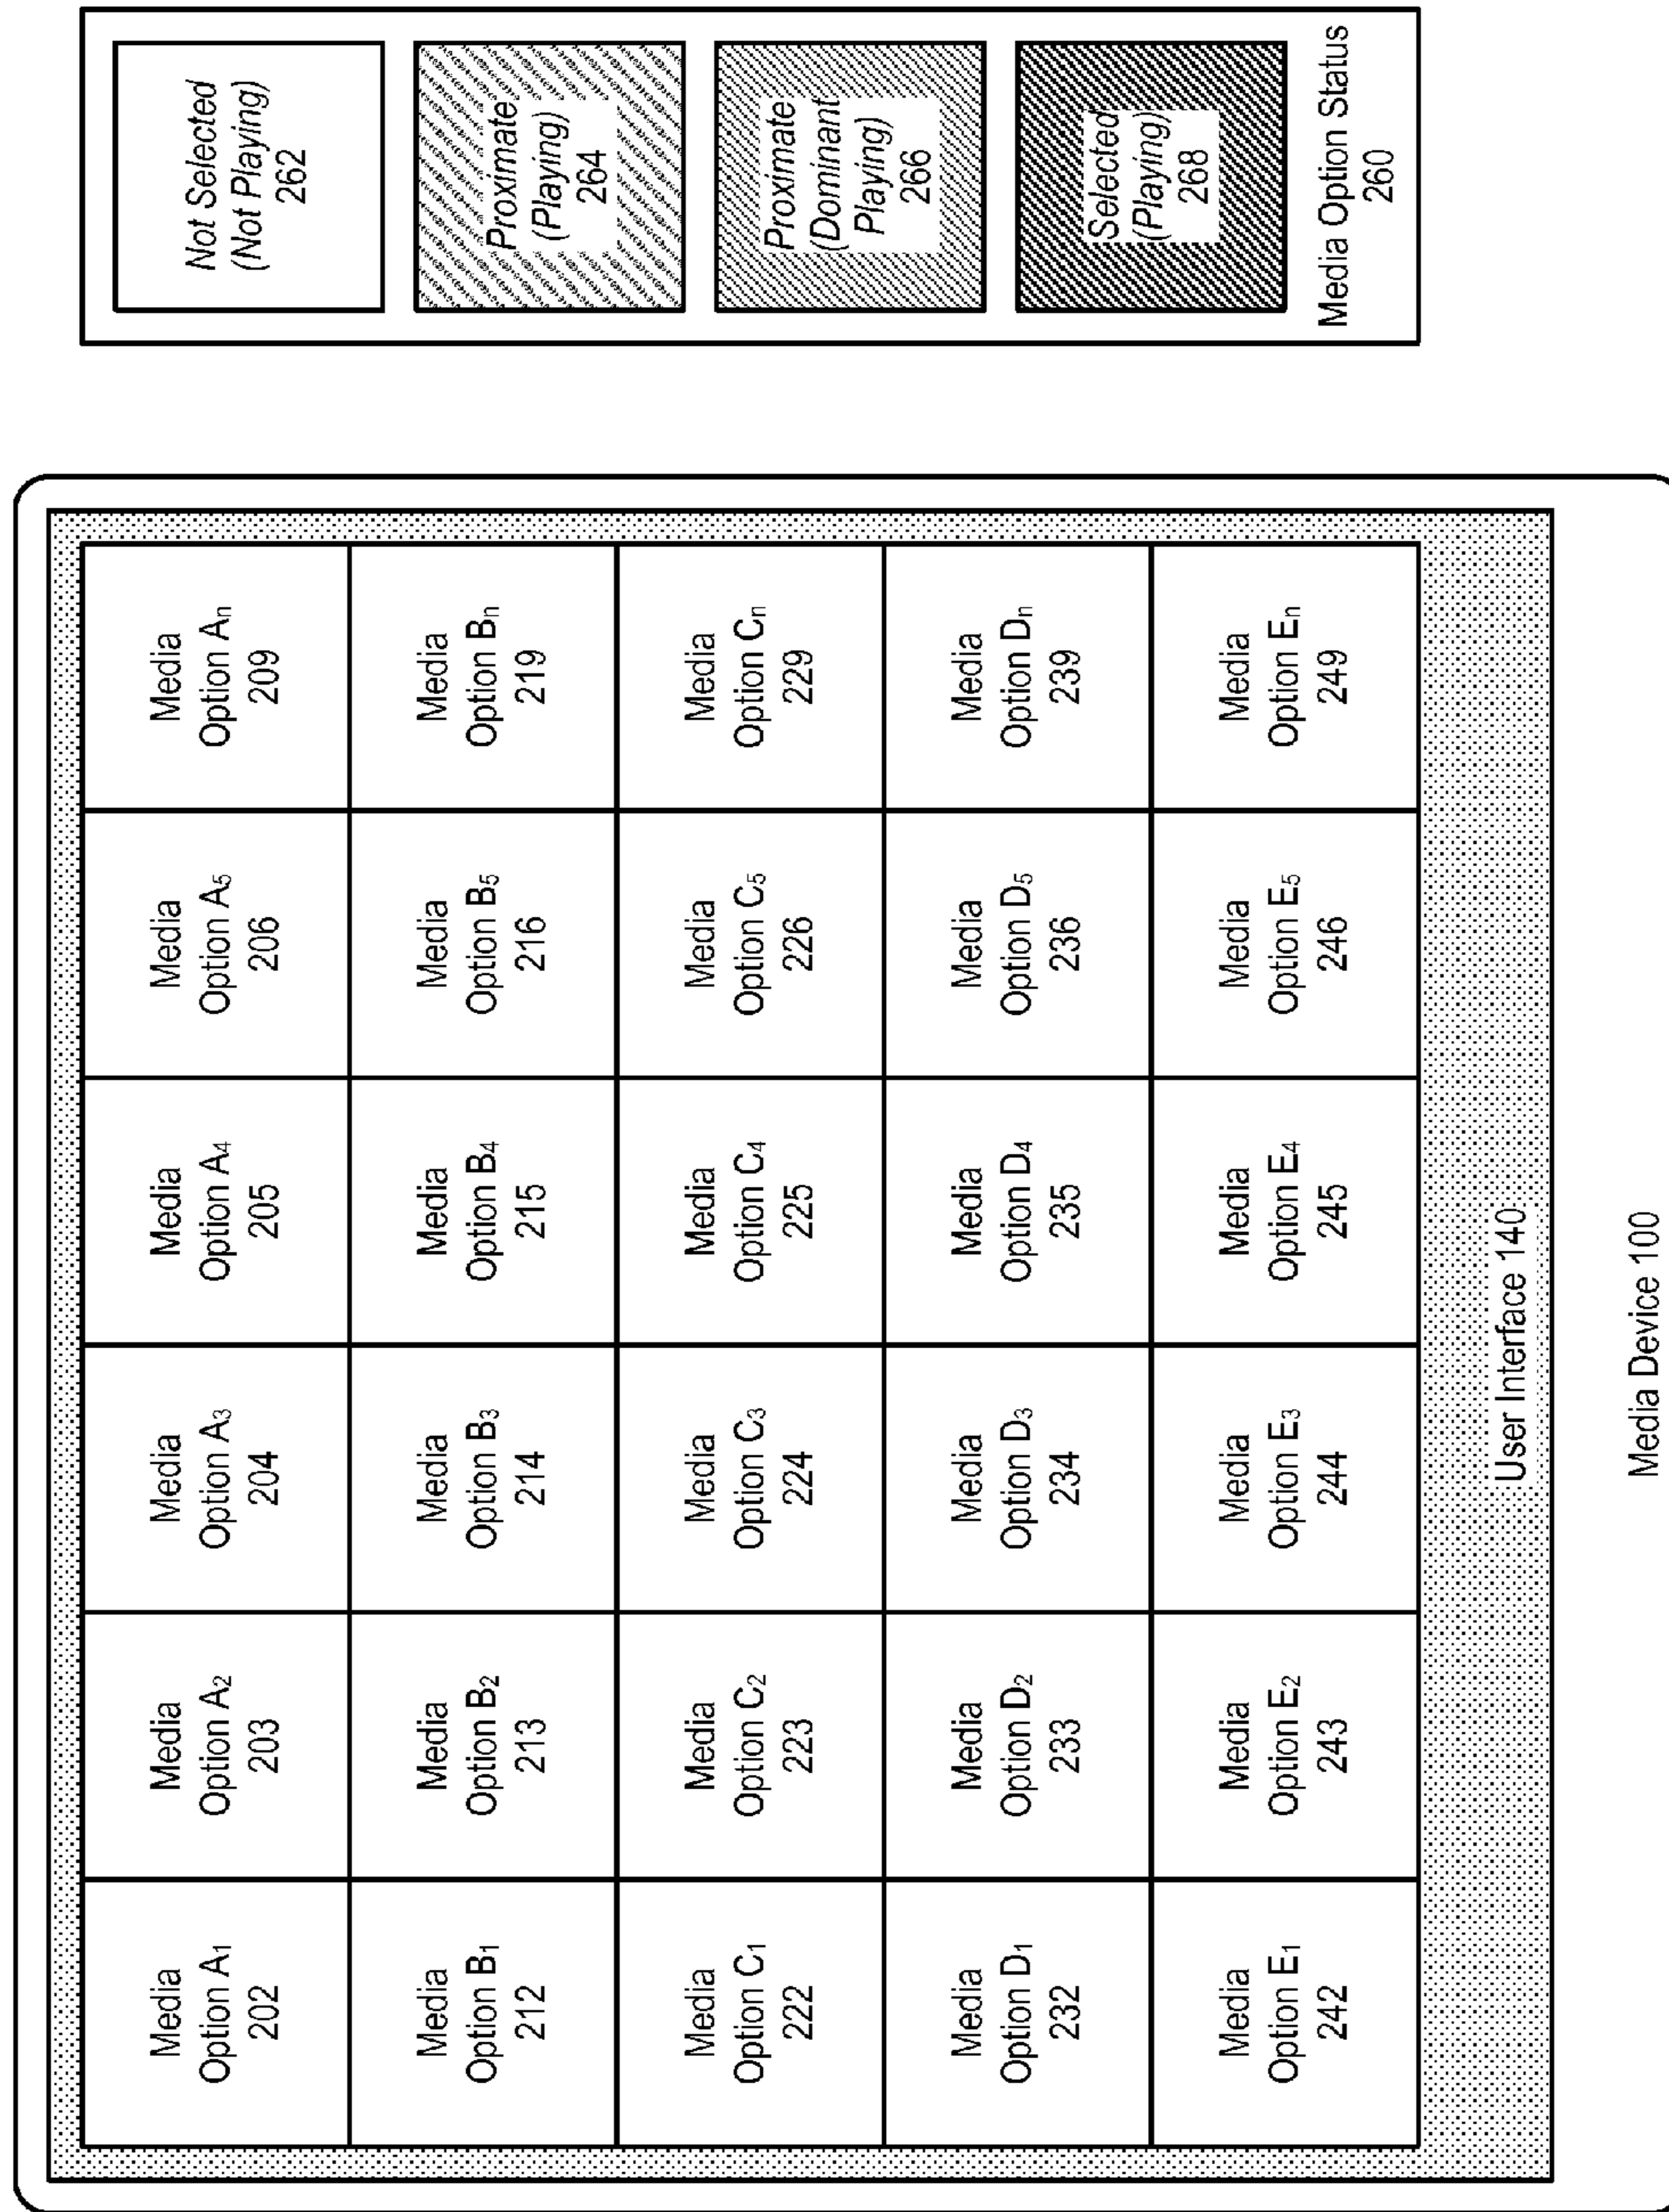 Media
Option A1
202
Media
Option A2
203
Media
Option A3
204
Media
Option A4
205
Media
Option A5
206
Media
Option An
209
Media
Option B1
212
Media
Option B2
213
Media
Option B3
214
Media
Option B4
215
Media
Option B5
216
Media
Option Bn
219
Media
Option C1
222
Media
Option C2
223
Media
Option C3
224
Media
Option C4
225
Media
Option C5
226
Media
Option Cn
229
Media
Option D1
232
Media
Option D2
233
Media
Option D3
234
Media
Option D4
235
Media
Option D5
236
Media
Option Dn
239
Media
Option E1
242
Media
Option E2
243
Media
Option E3
244
Media
Option E4
245
Media
Option E5
246
Media
Option En
249
User Interface 140
Media Device 100
Not Selected
(Not Playing)
262
Proximate
(Playing)
264
Proximate
(Dominant
Playing)
266
Selected
(Playing)
268
Media Option Status
260